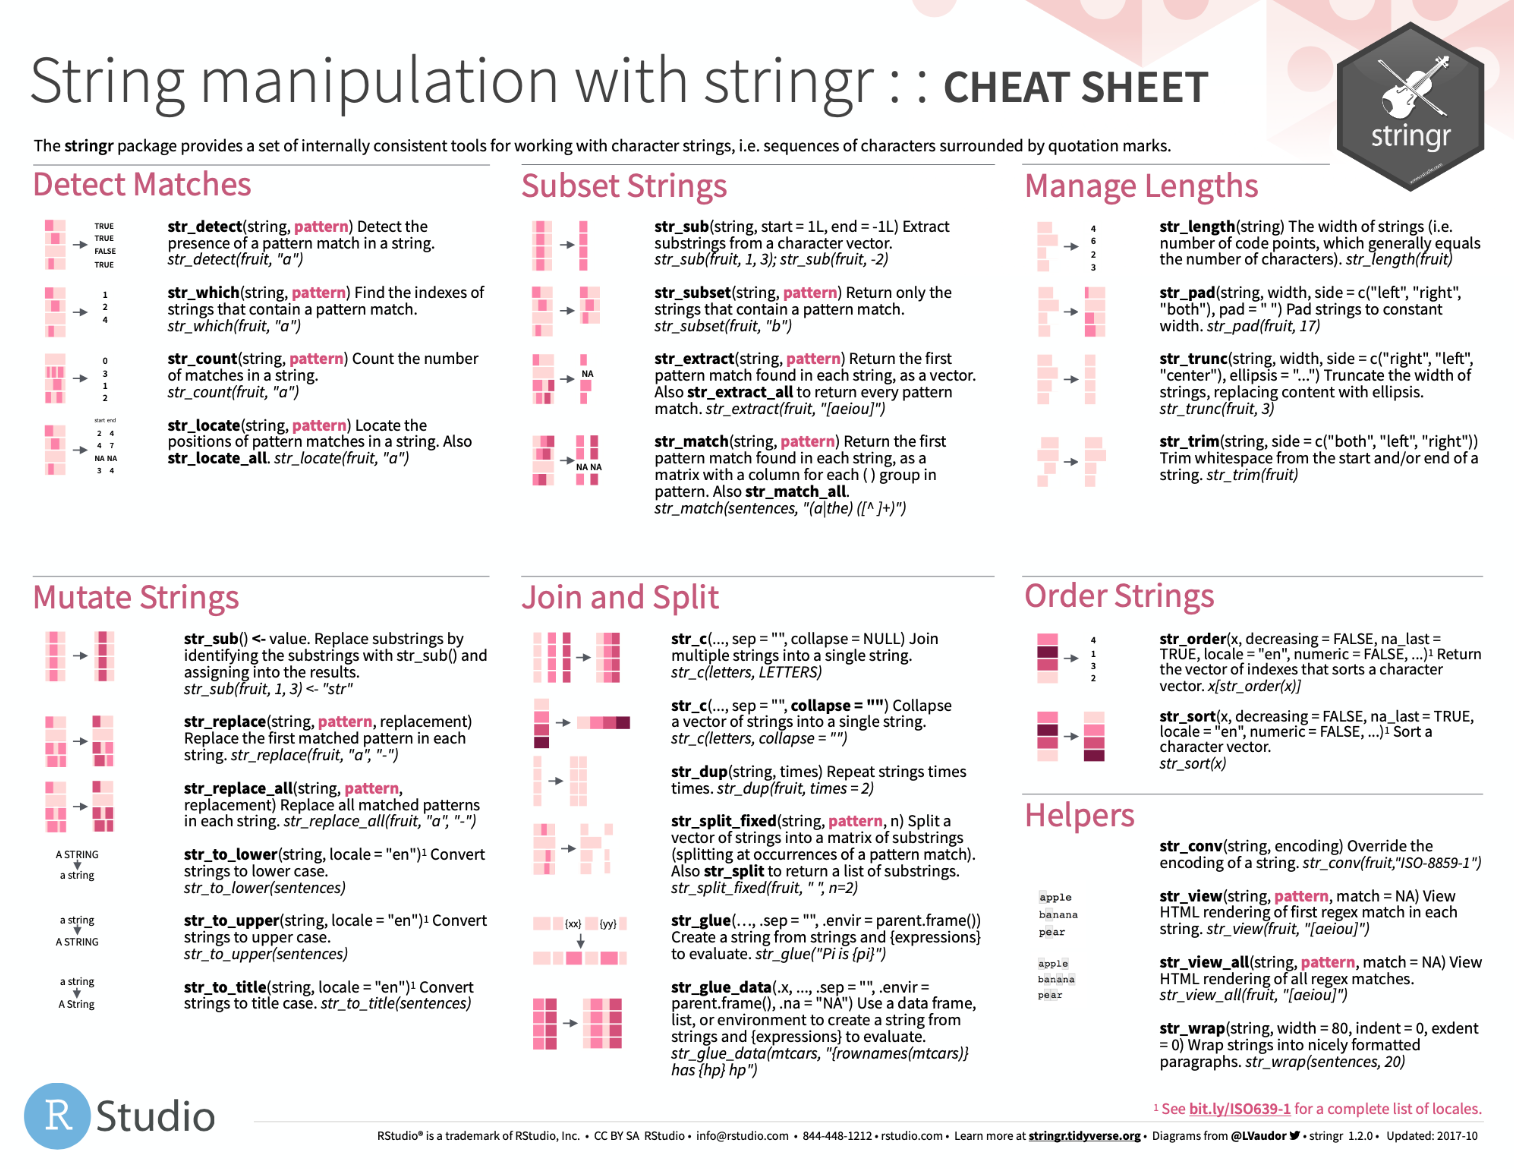 String manipulation with stringr : : CHEAT SHEET
stringr
The stringr package provides a set of internally consistent tools for working with character strings, i.e. sequences of characters surrounded by quotation marks.
Detect Matches
TRUE
TRUE
FALSE
TRUE
str_detect(string, pattern) Detect the
presence of a pattern match in a string.
str_detect(fruit, "a")
1
2
4
str_which(string, pattern) Find the indexes of
strings that contain a pattern match.
str_which(fruit, "a")
0
3
1
2
str_count(string, pattern) Count the number
of matches in a string.
str_count(fruit, "a")
start end
2 4
4 7
NA NA
3 4
str_locate(string, pattern) Locate the
positions of pattern matches in a string. Also
str_locate_all. str_locate(fruit, "a")
Subset Strings
str_sub(string, start = 1L, end = -1L) Extract
substrings from a character vector.
str_sub(fruit, 1, 3); str_sub(fruit, -2)
str_subset(string, pattern) Return only the
strings that contain a pattern match.
str_subset(fruit, "b")
NA
str_extract(string, pattern) Return the first
pattern match found in each string, as a vector.
Also str_extract_all to return every pattern
match. str_extract(fruit, "[aeiou]")
NA NA
str_match(string, pattern) Return the first
pattern match found in each string, as a
matrix with a column for each ( ) group in
pattern. Also str_match_all.
str_match(sentences, "(a|the) ([^ ]+)")
Manage Lengths
4
6
2
3
str_length(string) The width of strings (i.e.
number of code points, which generally equals
the number of characters). str_length(fruit)
str_pad(string, width, side = c("left", "right",
"both"), pad = " ") Pad strings to constant
width. str_pad(fruit, 17)
str_trunc(string, width, side = c("right", "left",
"center"), ellipsis = "...") Truncate the width of
strings, replacing content with ellipsis.
str_trunc(fruit, 3)
str_trim(string, side = c("both", "left", "right"))
Trim whitespace from the start and/or end of a
string. str_trim(fruit)
Mutate Strings
str_sub() <- value. Replace substrings by
identifying the substrings with str_sub() and
assigning into the results.
str_sub(fruit, 1, 3) <- "str"
str_replace(string, pattern, replacement)
Replace the first matched pattern in each
string. str_replace(fruit, "a", "-")
str_replace_all(string, pattern,
replacement) Replace all matched patterns
in each string. str_replace_all(fruit, "a", "-")
A STRING
a string
str_to_lower(string, locale = "en")¹ Convert
strings to lower case.
str_to_lower(sentences)
a string
A STRING
str_to_upper(string, locale = "en")¹ Convert
strings to upper case.
str_to_upper(sentences)
a string
A String
str_to_title(string, locale = "en")¹ Convert
strings to title case. str_to_title(sentences)
Join and Split
str_c(..., sep = "", collapse = NULL) Join
multiple strings into a single string.
str_c(letters, LETTERS)
str_c(..., sep = "", collapse = "") Collapse
a vector of strings into a single string.
str_c(letters, collapse = "")
str_dup(string, times) Repeat strings times
times. str_dup(fruit, times = 2)
str_split_fixed(string, pattern, n) Split a
vector of strings into a matrix of substrings
(splitting at occurrences of a pattern match).
Also str_split to return a list of substrings.
str_split_fixed(fruit, " ", n=2)
{xx} {yy}
str_glue(…, .sep = "", .envir = parent.frame())
Create a string from strings and {expressions}
to evaluate. str_glue("Pi is {pi}")
str_glue_data(.x, ..., .sep = "", .envir =
parent.frame(), .na = "NA") Use a data frame,
list, or environment to create a string from
strings and {expressions} to evaluate.
str_glue_data(mtcars, "{rownames(mtcars)}
has {hp} hp")
Order Strings
4
1
3
2
str_order(x, decreasing = FALSE, na_last =
TRUE, locale = "en", numeric = FALSE, ...)¹ Return
the vector of indexes that sorts a character
vector. x[str_order(x)]
str_sort(x, decreasing = FALSE, na_last = TRUE,
locale = "en", numeric = FALSE, ...)¹ Sort a
character vector.
str_sort(x)
Helpers
str_conv(string, encoding) Override the
encoding of a string. str_conv(fruit,"ISO-8859-1")
apple
banana
pear
str_view(string, pattern, match = NA) View
HTML rendering of first regex match in each
string. str_view(fruit, "[aeiou]")
apple
banana
pear
str_view_all(string, pattern, match = NA) View
HTML rendering of all regex matches.
str_view_all(fruit, "[aeiou]")
str_wrap(string, width = 80, indent = 0, exdent
= 0) Wrap strings into nicely formatted
paragraphs. str_wrap(sentences, 20)
¹ See bit.ly/ISO639-1 for a complete list of locales.
R Studio
RStudio® is a trademark of RStudio, Inc. • CC BY SA RStudio • info@rstudio.com • 844-448-1212 • rstudio.com • Learn more at stringr.tidyverse.org • Diagrams from @LVaudor • stringr 1.2.0 • Updated: 2017-10